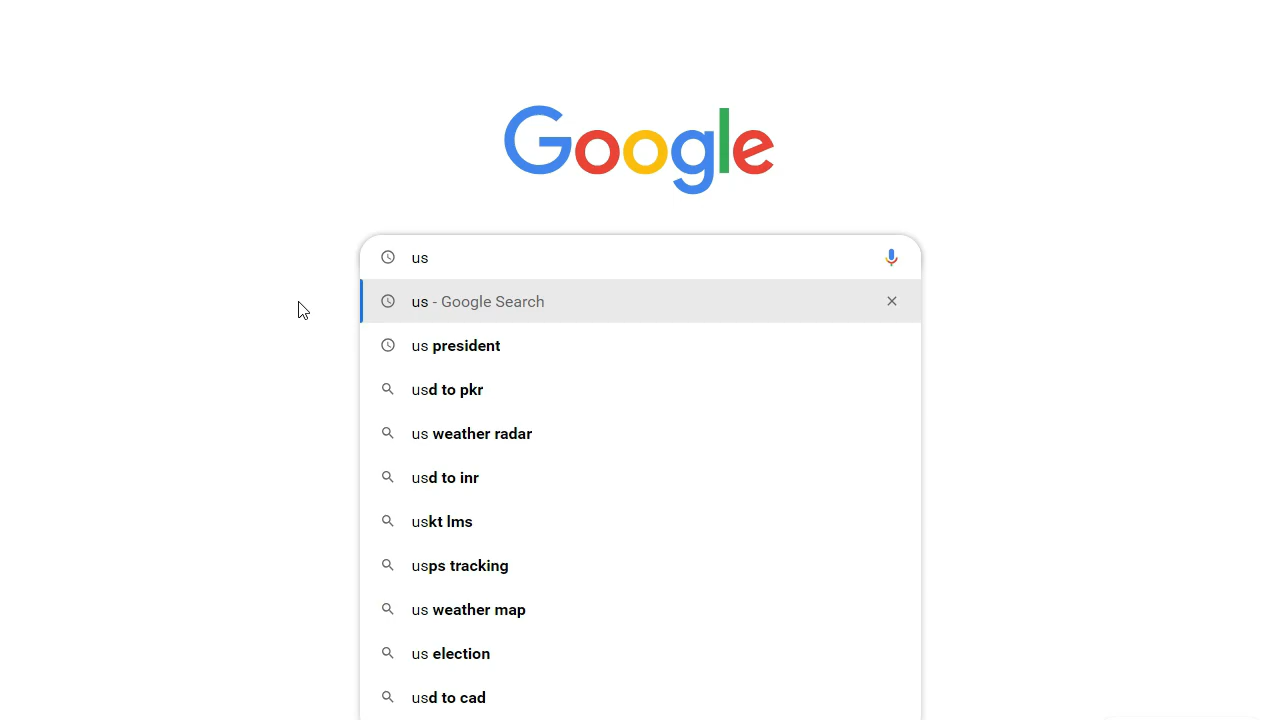 Google
us
us - Google Search
us president
usd to pkr
us weather radar
usd to inr
uskt lms
usps tracking
us weather map
us election
usd to cad